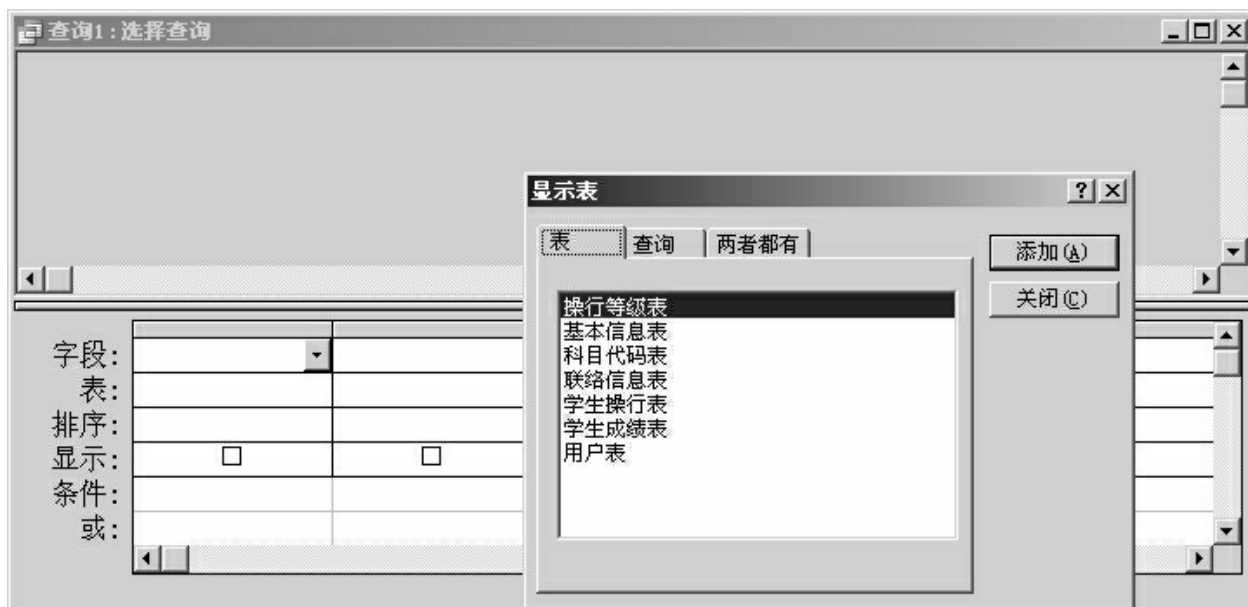 查询1:选择查询
显示表
表 查询 两者都有
添加(A)
关闭(C)
操行等级表
基本信息表
科目代码表
联络信息表
学生操行表
学生成绩表
用户表
字段:
表:
排序:
显示:
条件:
或: